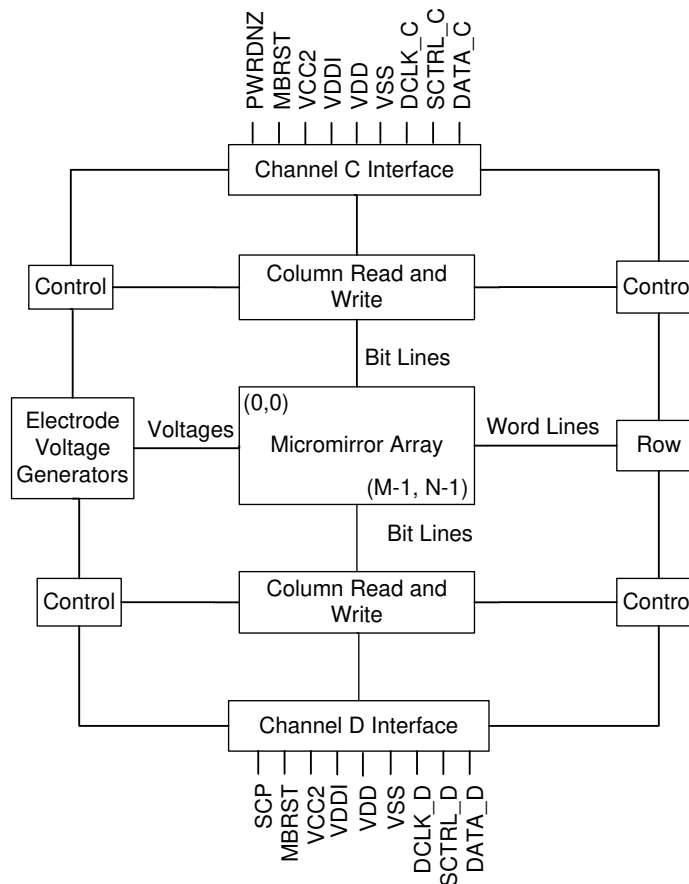 PWRDNZ
MBRST
VCC2
VDDI
VDD
VSS
DCLK_C
SCTRL_C
DATA_C
Channel C Interface
Control
Column Read and
Write
Control
Bit Lines
Electrode
Voltage
Generators
Voltages
(0,0)
Micromirror Array
(M-1, N-1)
Word Lines
Row
Bit Lines
Control
Column Read and
Write
Control
Channel D Interface
SCP
MBRST
VCC2
VDDI
VDD
VSS
DCLK_D
SCTRL_D
DATA_D